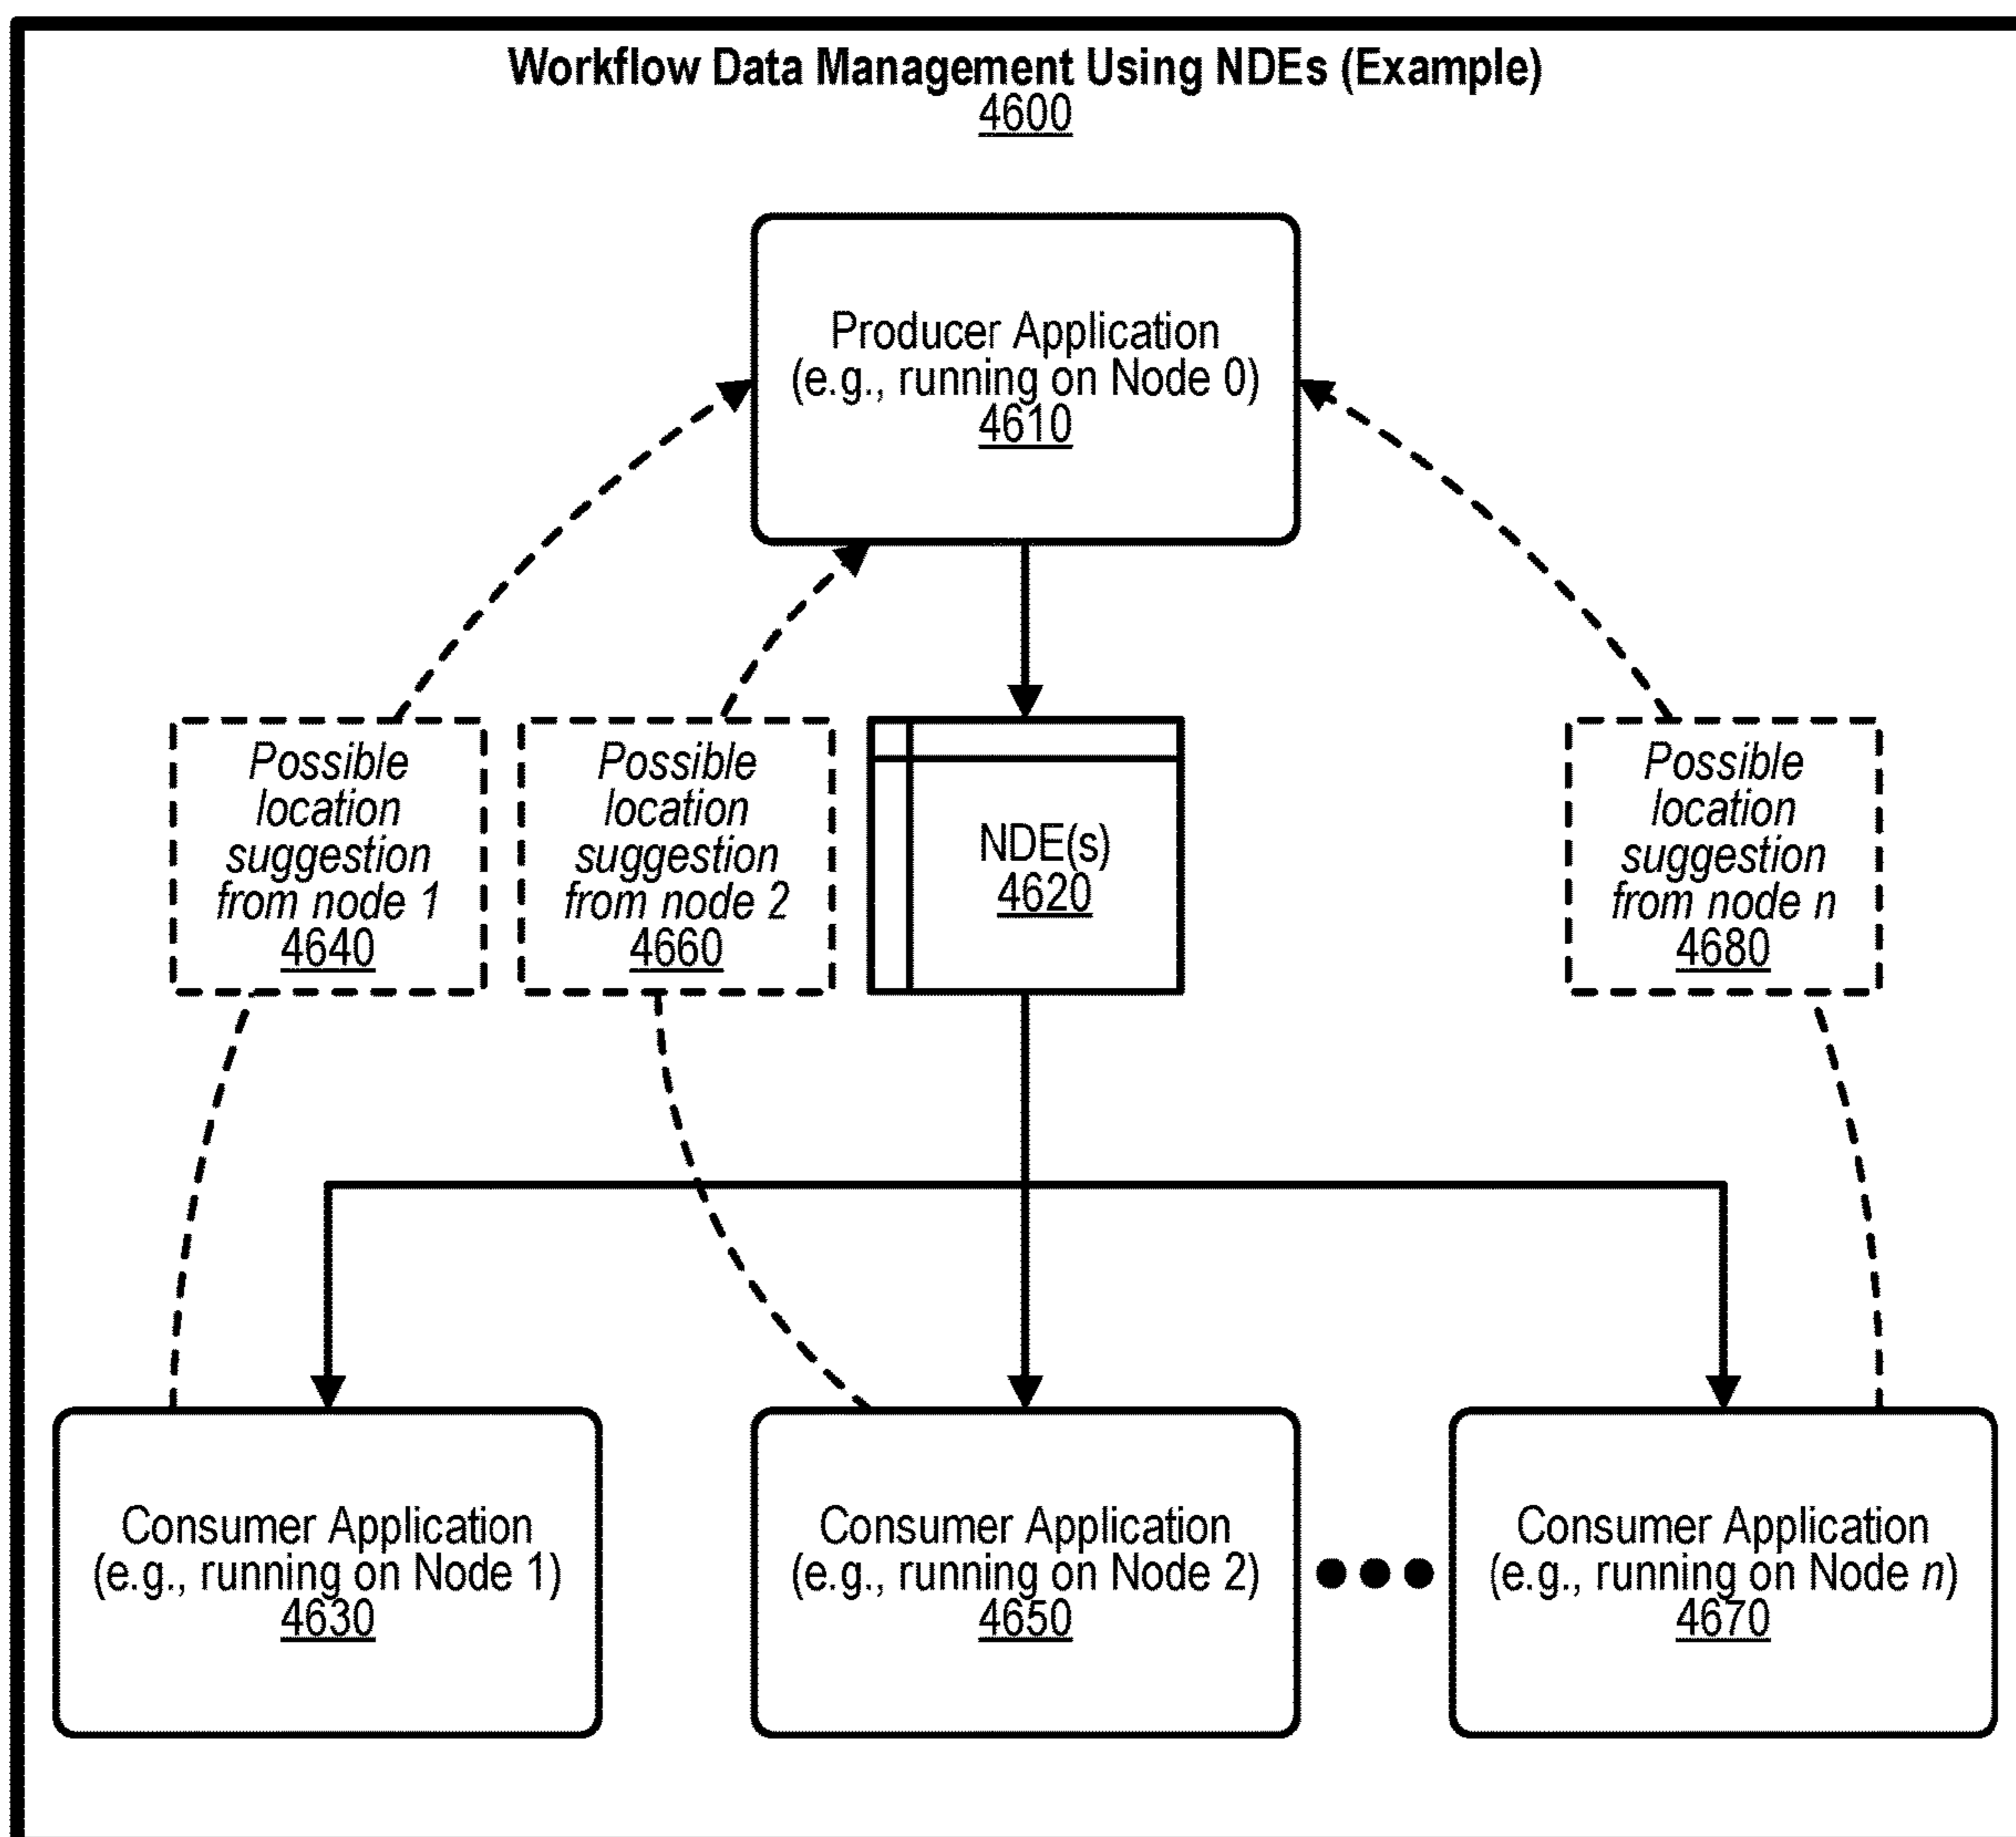 Workflow Data Management Using NDEs (Example)
4600
Producer Application
(e.g., running on Node 0)
4610
Possible
location
suggestion
from node 1
4640
Possible
location
suggestion
from node 2
4660
NDE(s)
4620
Possible
location
suggestion
from node n
4680
Consumer Application
(e.g., running on Node 1)
4630
Consumer Application
(e.g., running on Node 2)
4650
Consumer Application
(e.g., running on Node n)
4670